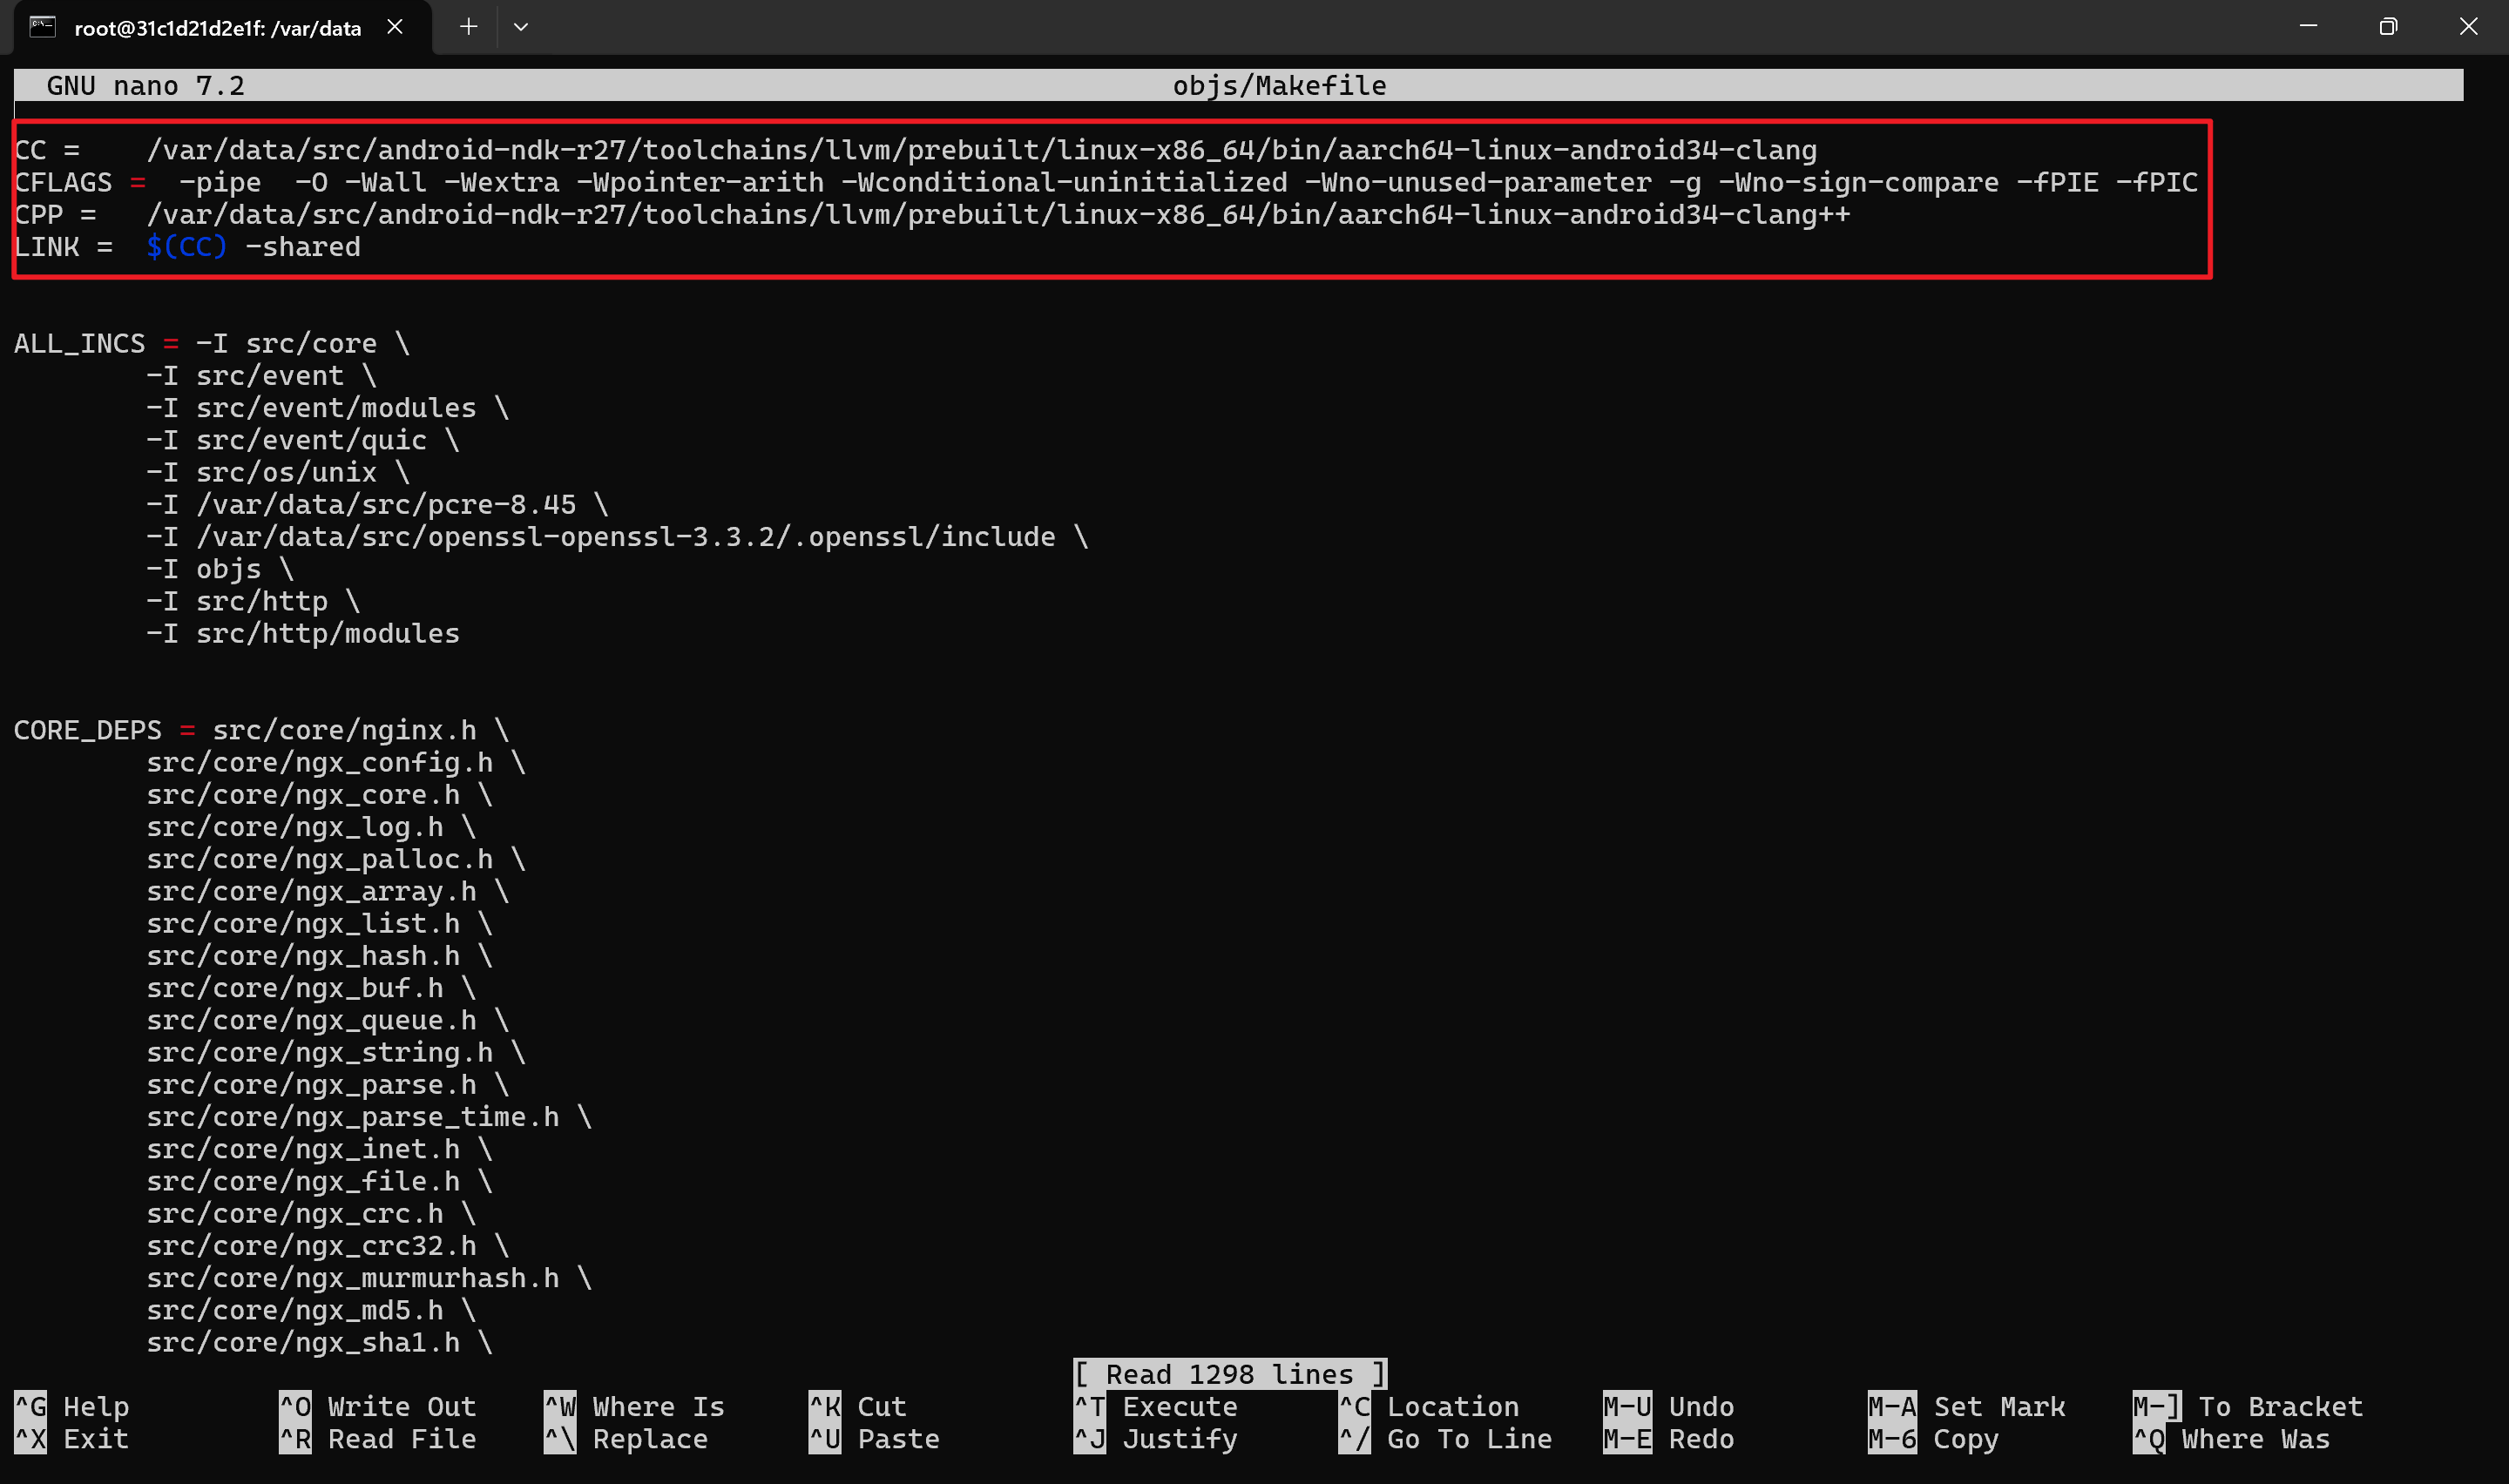 root@31c1d21d2e1f: /var/data
GNU nano 7.2 objs/Makefile
CC = /var/data/src/android-ndk-r27/toolchains/llvm/prebuilt/linux-x86_64/bin/aarch64-linux-android34-clang
CFLAGS = -pipe -O -Wall -Wextra -Wpointer-arith -Wconditional-uninitialized -Wno-unused-parameter -g -Wno-sign-compare -fPIE -fPIC
CPP = /var/data/src/android-ndk-r27/toolchains/llvm/prebuilt/linux-x86_64/bin/aarch64-linux-android34-clang++
LINK = $(CC) -shared
ALL_INCS = -I src/core \
-I src/event \
-I src/event/modules \
-I src/event/quic \
-I src/os/unix \
-I /var/data/src/pcre-8.45 \
-I /var/data/src/openssl-openssl-3.3.2/.openssl/include \
-I objs \
-I src/http \
-I src/http/modules
CORE_DEPS = src/core/nginx.h \
src/core/ngx_config.h \
src/core/ngx_core.h \
src/core/ngx_log.h \
src/core/ngx_palloc.h \
src/core/ngx_array.h \
src/core/ngx_list.h \
src/core/ngx_hash.h \
src/core/ngx_buf.h \
src/core/ngx_queue.h \
src/core/ngx_string.h \
src/core/ngx_parse.h \
src/core/ngx_parse_time.h \
src/core/ngx_inet.h \
src/core/ngx_file.h \
src/core/ngx_crc.h \
src/core/ngx_crc32.h \
src/core/ngx_murmurhash.h \
src/core/ngx_md5.h \
src/core/ngx_sha1.h \
[ Read 1298 lines ]
^G Help ^O Write Out ^W Where Is ^K Cut ^T Execute ^C Location M-U Undo M-A Set Mark M-] To Bracket
^X Exit ^R Read File ^\ Replace ^U Paste ^J Justify ^/ Go To Line M-E Redo M-6 Copy ^Q Where Was